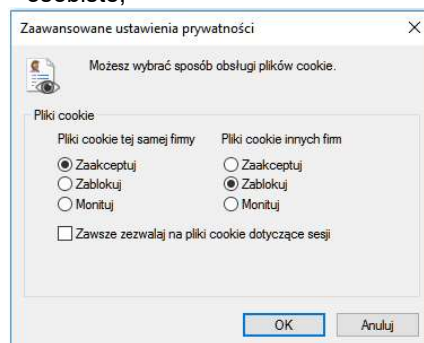 Zaawansowane ustawienia prywatności
Możesz wybrać sposób obsługi plików cookie.
Pliki cookie
Pliki cookie tej samej firmy Pliki cookie innych firm
Zaakceptuj Zaakceptuj
Zablokuj Zablokuj
Monituj Monituj
Zawsze zezwalaj na pliki cookie dotyczące sesji
OK Anuluj